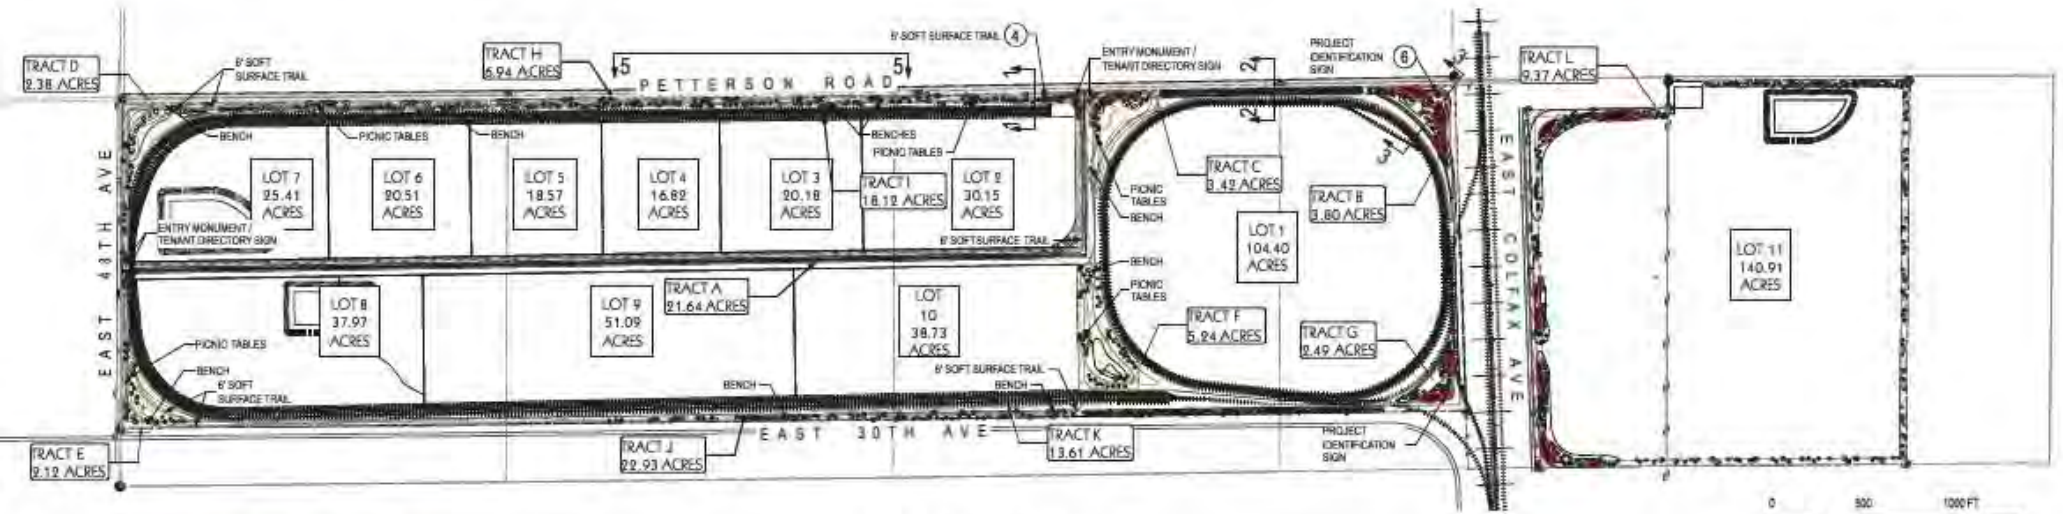 TRACT D
2.38 ACRES
6' SOFT
SURFACE TRAIL
TRACT H
6.94 ACRES
5
5
PETTERSON ROAD
6' SOFT SURFACE TRAIL
4
1
1
ENTRY MONUMENT /
TENANT DIRECTORY SIGN
2
2
PROJECT
IDENTIFICATION
SIGN
6
3
3
TRACT L
9.37 ACRES
BENCH
PICNIC TABLES
BENCH
BENCHES
PICNIC TABLES
EAST 48TH AVE
LOT 7
25.41
ACRES
LOT 6
20.51
ACRES
LOT 5
18.57
ACRES
LOT 4
16.82
ACRES
LOT 3
20.18
ACRES
TRACT I
18.12 ACRES
LOT 2
30.15
ACRES
TRACT C
3.42 ACRES
TRACT B
3.80 ACRES
PICNIC
TABLES
BENCH
ENTRY MONUMENT /
TENANT DIRECTORY SIGN
6' SOFT SURFACE TRAIL
LOT 1
104.40
ACRES
EAST COLFAX AVE
LOT 11
140.91
ACRES
BENCH
PICNIC
TABLES
LOT 8
37.97
ACRES
LOT 9
51.09
ACRES
TRACT A
21.64 ACRES
LOT
10
38.73
ACRES
TRACT F
5.24 ACRES
TRACT G
2.49 ACRES
PICNIC TABLES
BENCH
6' SOFT
SURFACE TRAIL
BENCH
6' SOFT SURFACE TRAIL
BENCH
EAST 30TH AVE
TRACT E
2.12 ACRES
TRACT J
22.93 ACRES
TRACT K
13.61 ACRES
PROJECT
IDENTIFICATION
SIGN
0 500 1000 FT